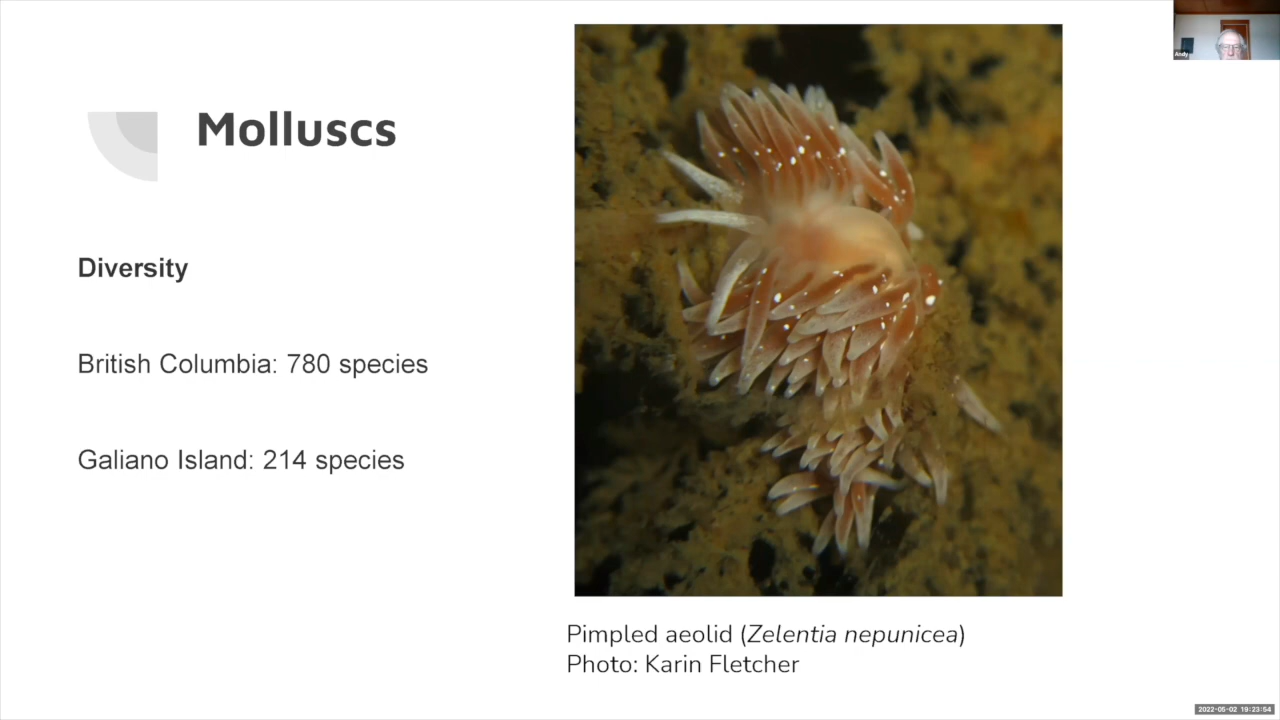 Molluscs
Diversity
British Columbia: 780 species
Galiano Island: 214 species
Pimpled aeolid (Zelentia nepunicea)
Photo: Karin Fletcher
Andy
2022-05-02 19:23:54